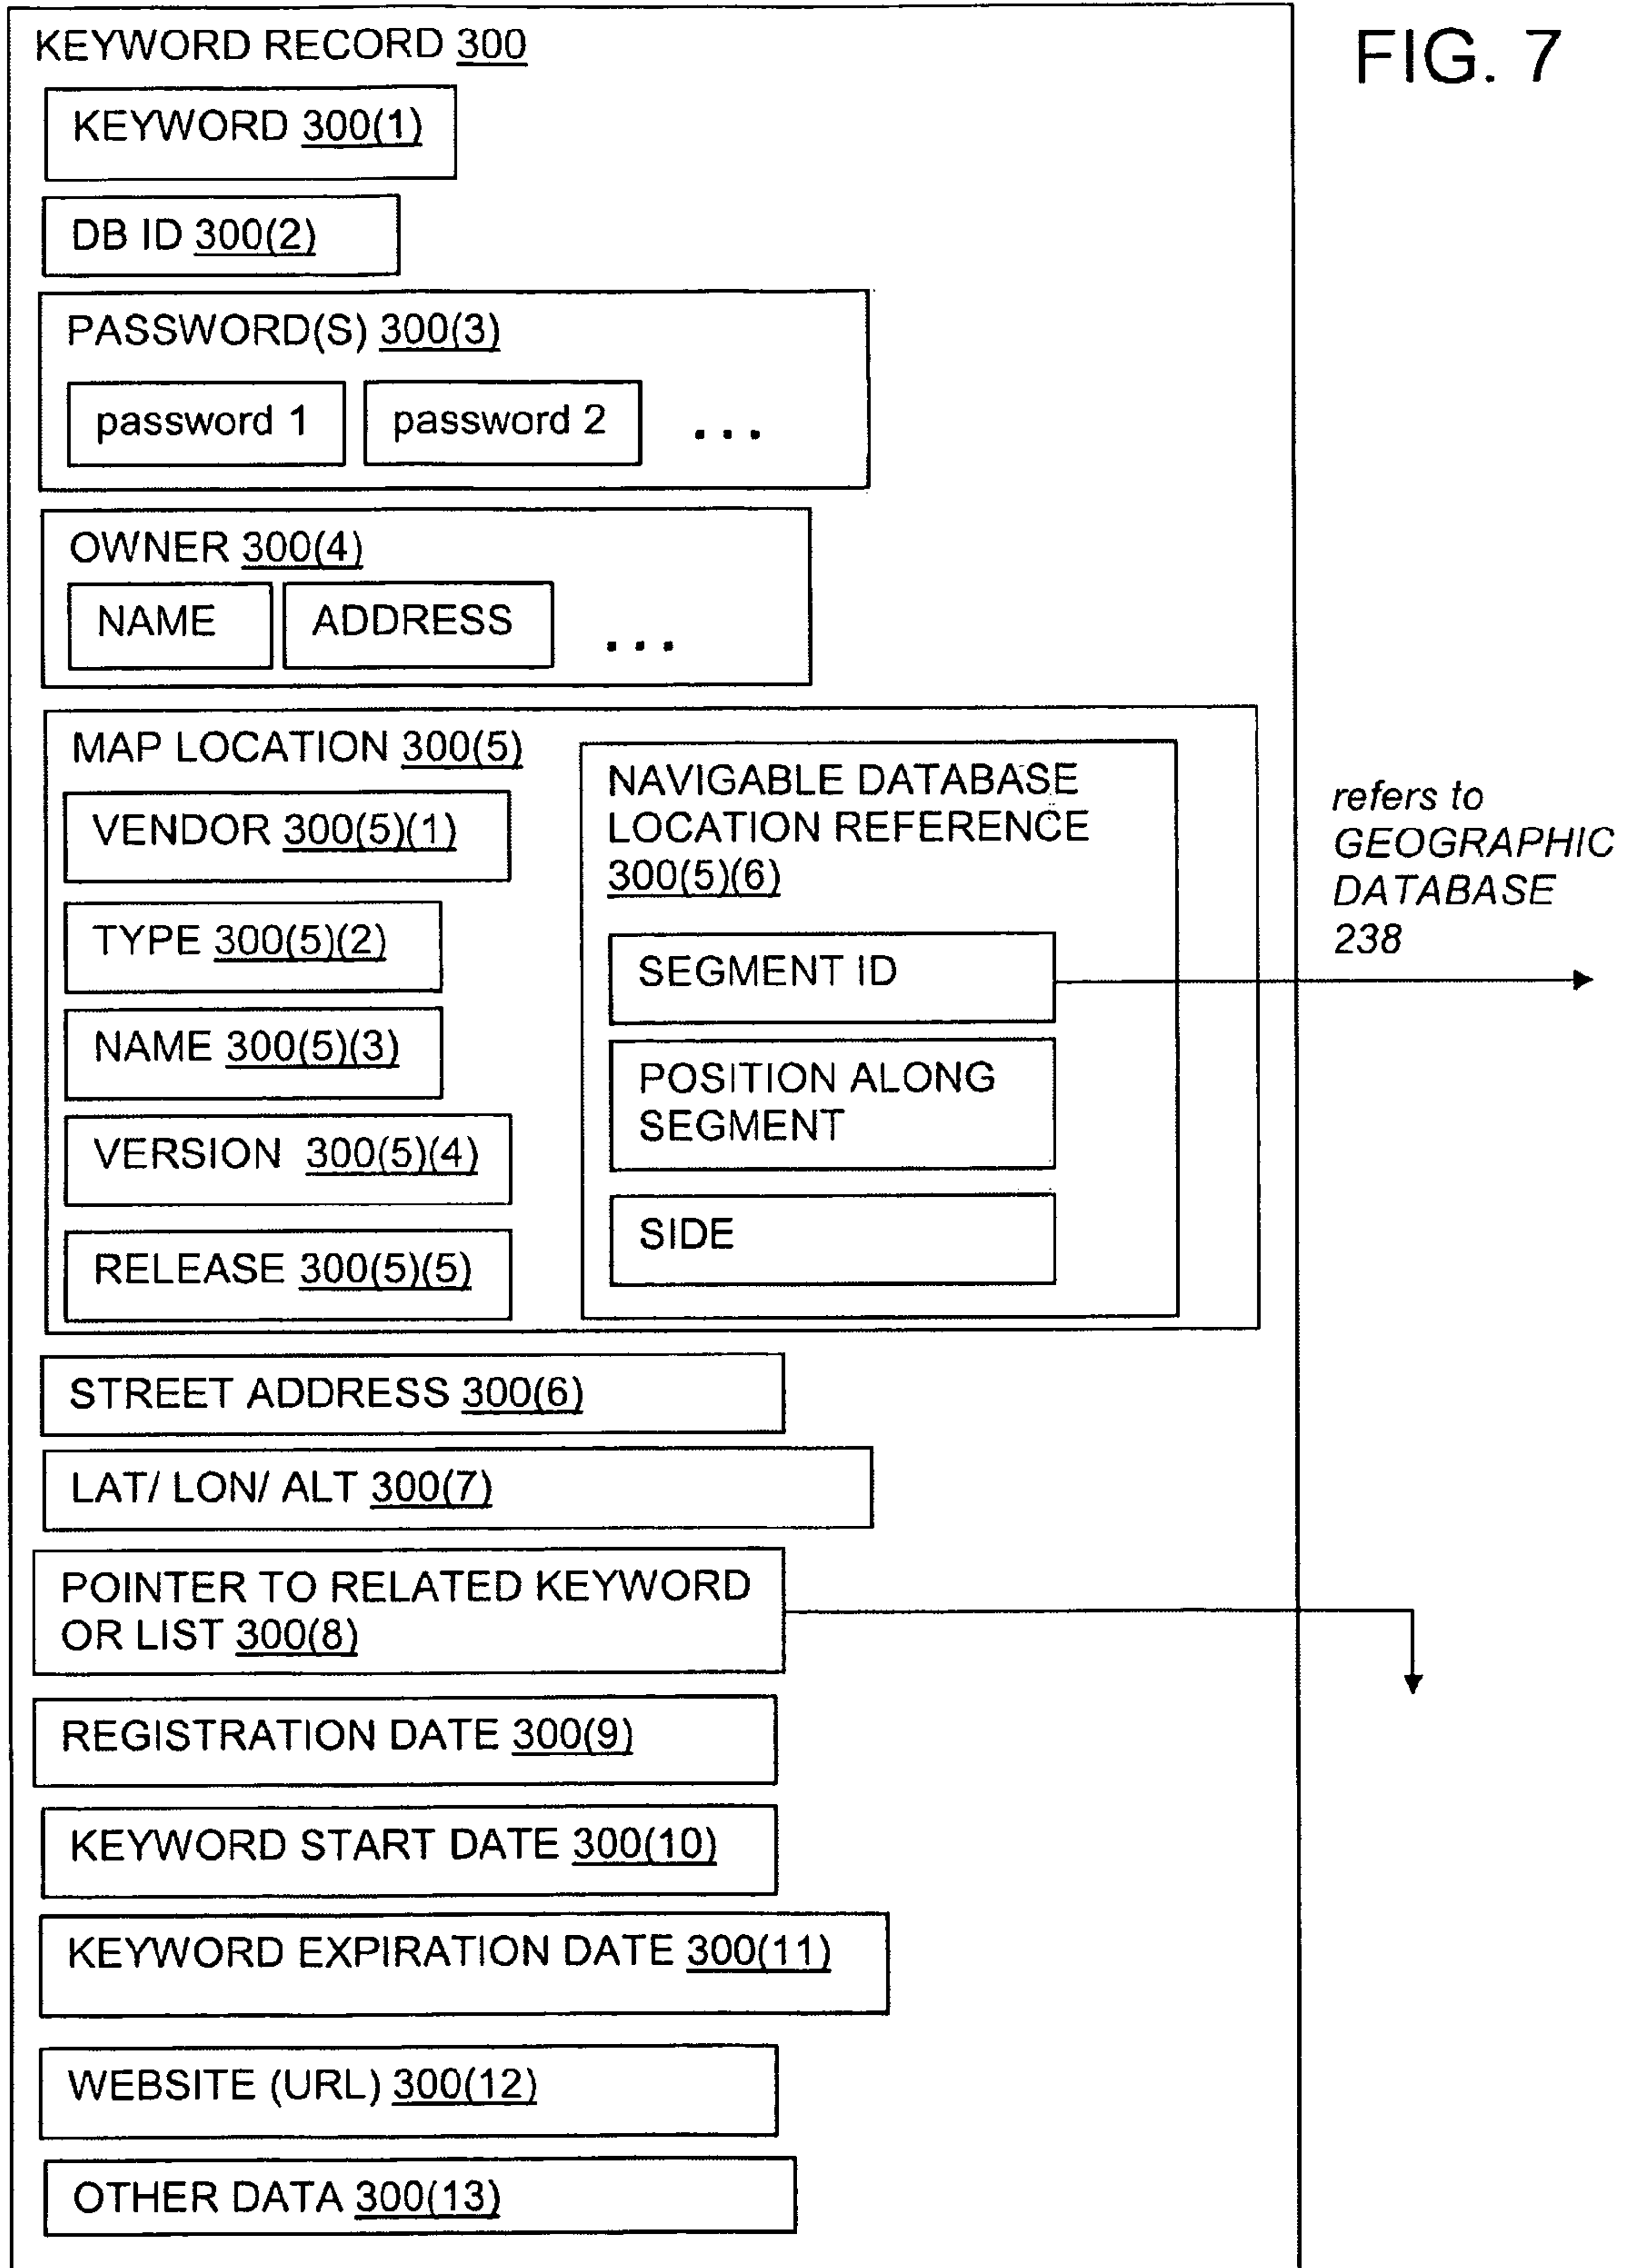 FIG. 7
KEYWORD RECORD 300
KEYWORD 300(1)
DB ID 300(2)
PASSWORD(S) 300(3)
password 1
password 2
...
OWNER 300(4)
NAME
ADDRESS
...
MAP LOCATION 300(5)
VENDOR 300(5)(1)
TYPE 300(5)(2)
NAME 300(5)(3)
VERSION 300(5)(4)
RELEASE 300(5)(5)
NAVIGABLE DATABASE
LOCATION REFERENCE
300(5)(6)
SEGMENT ID
POSITION ALONG
SEGMENT
SIDE
refers to
GEOGRAPHIC
DATABASE
238
STREET ADDRESS 300(6)
LAT/ LON/ ALT 300(7)
POINTER TO RELATED KEYWORD
OR LIST 300(8)
REGISTRATION DATE 300(9)
KEYWORD START DATE 300(10)
KEYWORD EXPIRATION DATE 300(11)
WEBSITE (URL) 300(12)
OTHER DATA 300(13)